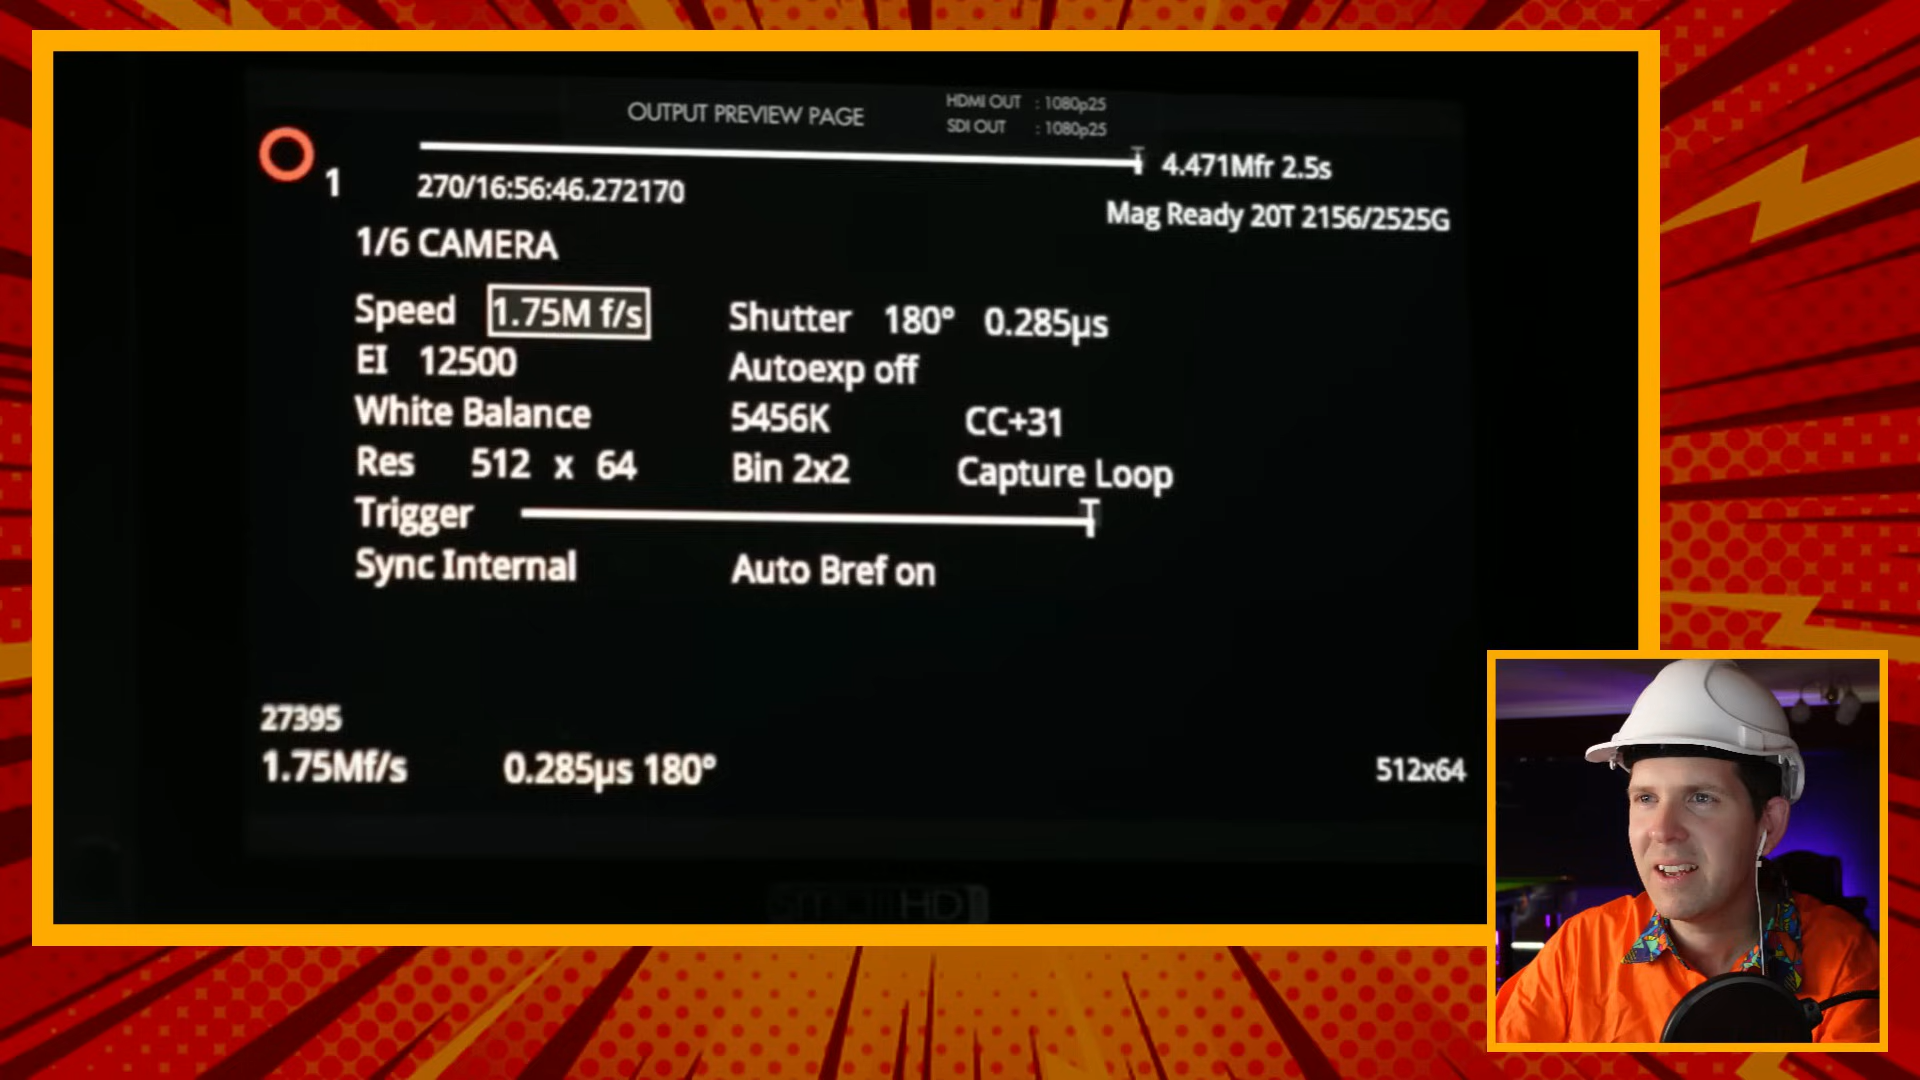 OUTPUT PREVIEW PAGE
HDMI OUT : 1080p25
SDI OUT : 1080p25
1
4.471Mfr 2.5s
270/16:56:46.272170
Mag Ready 20T 2156/2525G
1/6 CAMERA
Speed 1.75M f/s Shutter 180° 0.285µs
EI 12500 Autoexp off
White Balance 5456K CC+31
Res 512 x 64 Bin 2x2 Capture Loop
Trigger T
Sync Internal Auto Bref on
27395
1.75Mf/s 0.285µs 180° 512x64
smallHD